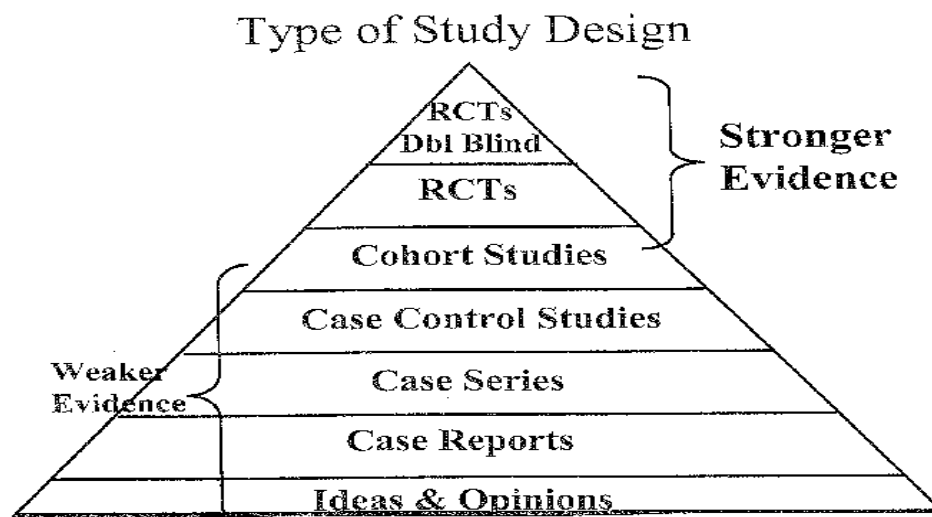 Type of Study Design
RCTs
Dbl Blind
RCTs
Stronger
Evidence
Cohort Studies
Case Control Studies
Weaker
Evidence
Case Series
Case Reports
Ideas & Opinions